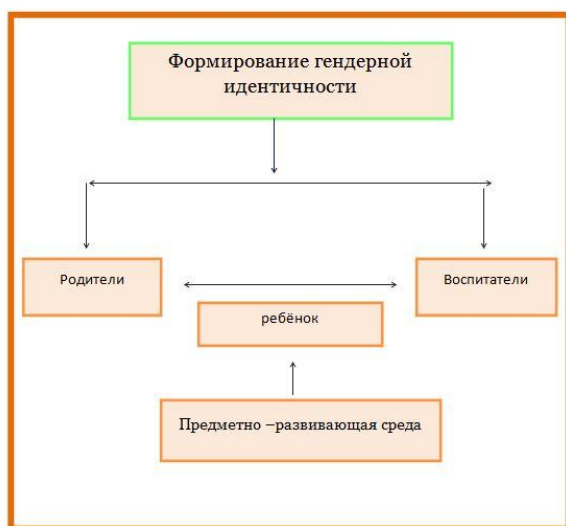 Формирование гендерной
идентичности
Родители
Воспитатели
ребёнок
Предметно –развивающая среда